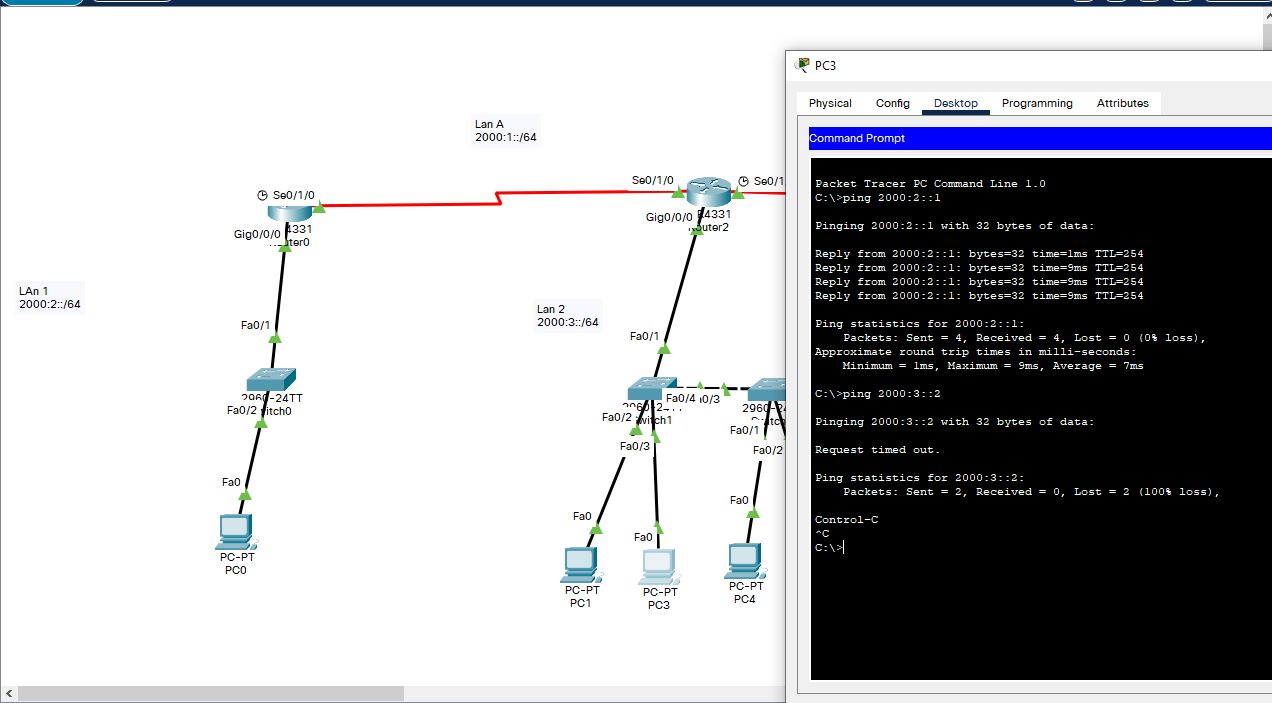 Lan A
2000:1::/64
Se0/1/0
Gig0/0/0
4331
LAn 1
2000:2::/64
Fa0/1
2960-24TT
Fa0/2
Fa0
PC-PT
PC0
Se0/1/0
Se0/1
Gig0/0/0
4331
Router2
Lan 2
2000:3::/64
Fa0/1
Fa0/4
Fa0/2
Fa0/1
Fa0/3
Fa0/2
Fa0
Fa0
Fa0
PC-PT
PC1
PC-PT
PC3
PC-PT
PC4
PC3
Physical Config Desktop Programming Attributes
Command Prompt
Packet Tracer PC Command Line 1.0
C:\>ping 2000:2::1
Pinging 2000:2::1 with 32 bytes of data:
Reply from 2000:2::1: bytes=32 time=1ms TTL=254
Reply from 2000:2::1: bytes=32 time=9ms TTL=254
Reply from 2000:2::1: bytes=32 time=9ms TTL=254
Reply from 2000:2::1: bytes=32 time=9ms TTL=254
Ping statistics for 2000:2::1:
Packets: Sent = 4, Received = 4, Lost = 0 (0% loss),
Approximate round trip times in milli-seconds:
Minimum = 1ms, Maximum = 9ms, Average = 7ms
C:\>ping 2000:3::2
Pinging 2000:3::2 with 32 bytes of data:
Request timed out.
Ping statistics for 2000:3::2:
Packets: Sent = 2, Received = 0, Lost = 2 (100% loss),
Control-C
^C
C:\>